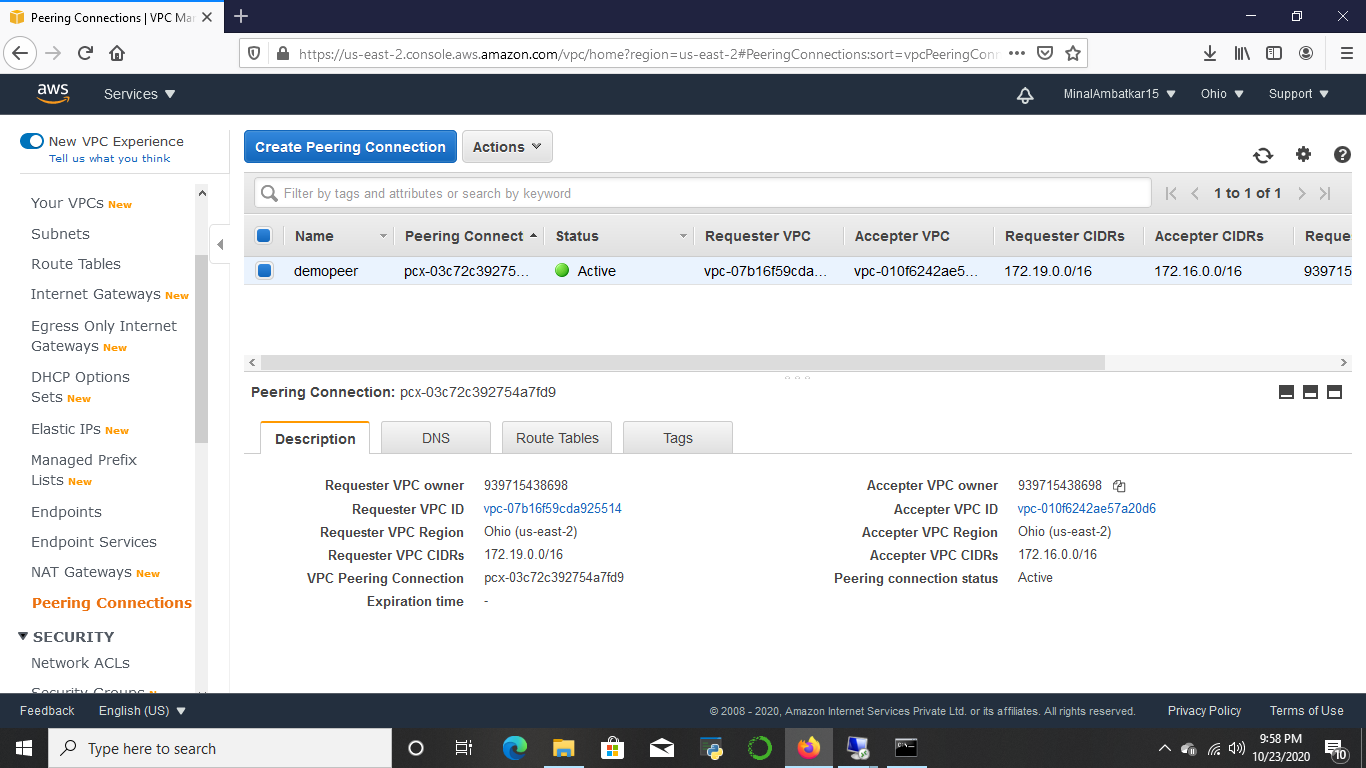 Peering Connections | VPC Ma
https://us-east-2.console.aws.amazon.com/vpc/home?region=us-east-2#PeeringConnections:sort=vpcPeeringConn
aws
Services
MinalAmbatkar15
Ohio
Support
New VPC Experience
Tell us what you think
Your VPCs New
Subnets
Route Tables
Internet Gateways New
Egress Only Internet
Gateways New
DHCP Options
Sets New
Elastic IPs New
Managed Prefix
Lists New
Endpoints
Endpoint Services
NAT Gateways New
Peering Connections
SECURITY
Network ACLs
Security Groups
Create Peering Connection
Actions
Filter by tags and attributes or search by keyword
1 to 1 of 1
Name Peering Connect Status Requester VPC Accepter VPC Requester CIDRs Accepter CIDRs Reque
demopeer pcx-03c72c39275... Active vpc-07b16f59cda... vpc-010f6242ae5... 172.19.0.0/16 172.16.0.0/16 939715
Peering Connection: pcx-03c72c392754a7fd9
Description DNS Route Tables Tags
Requester VPC owner 939715438698
Requester VPC ID vpc-07b16f59cda925514
Requester VPC Region Ohio (us-east-2)
Requester VPC CIDRs 172.19.0.0/16
VPC Peering Connection pcx-03c72c392754a7fd9
Expiration time -
Accepter VPC owner 939715438698
Accepter VPC ID vpc-010f6242ae57a20d6
Accepter VPC Region Ohio (us-east-2)
Accepter VPC CIDRs 172.16.0.0/16
Peering connection status Active
Feedback
English (US)
© 2008 - 2020, Amazon Internet Services Private Ltd. or its affiliates. All rights reserved.
Privacy Policy
Terms of Use
Type here to search
9:58 PM
10/23/2020
10